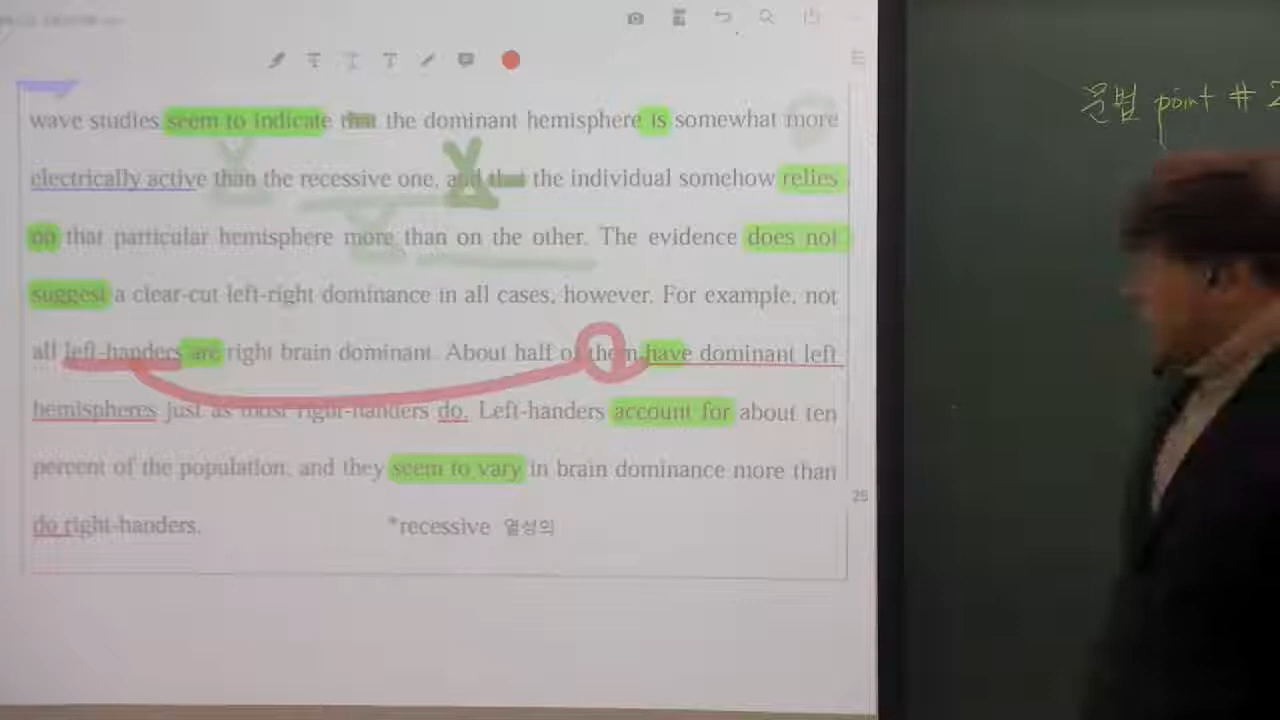 wave studies seem to indicate that the dominant hemisphere is somewhat more
electrically active than the recessive one, and that the individual somehow relies
on that particular hemisphere more than on the other. The evidence does not
suggest a clear-cut left-right dominance in all cases, however. For example, not
all left-handers are right brain dominant. About half of them have dominant left
hemispheres just as most right-handers do. Left-handers account for about ten
percent of the population, and they seem to vary in brain dominance more than
do right-handers.
*recessive 열성의
25
문법 point # 2